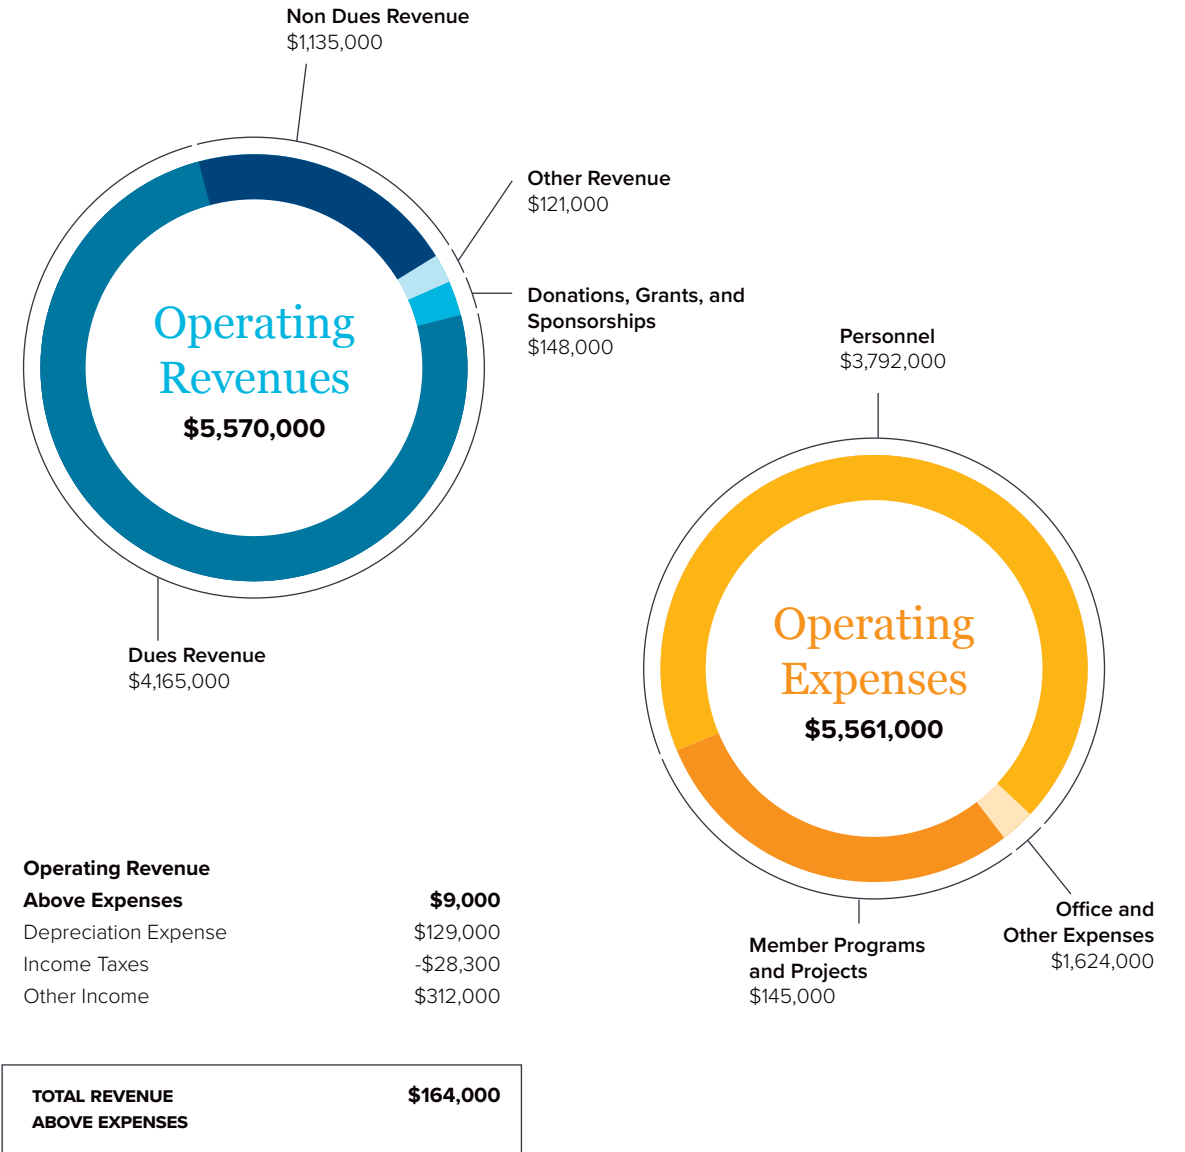 Non Dues Revenue
$1,135,000
Other Revenue
$121,000
Donations, Grants, and
Sponsorships
$148,000
Operating
Revenues
$5,570,000
Dues Revenue
$4,165,000
Personnel
$3,792,000
Operating
Expenses
$5,561,000
Office and
Other Expenses
$1,624,000
Member Programs
and Projects
$145,000
Operating Revenue
Above Expenses $9,000
Depreciation Expense $129,000
Income Taxes -$28,300
Other Income $312,000
TOTAL REVENUE $164,000
ABOVE EXPENSES